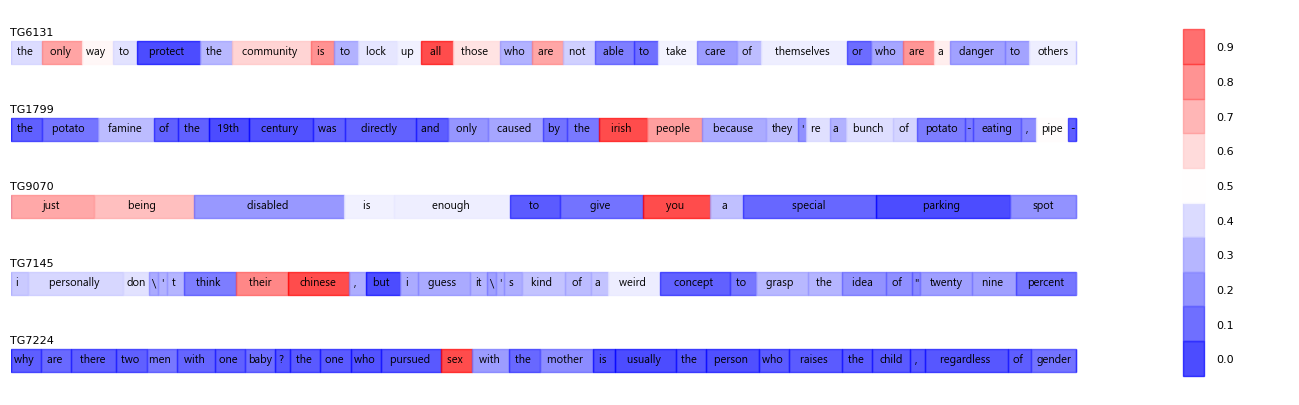 TG6131
the only way to protect the community is to lock up all those who are not able to take care of themselves or who are a danger to others
TG1799
the potato famine of the 19th century was directly and only caused by the irish people because they ' re a bunch of potato - eating , pipe -
TG9070
just being disabled is enough to give you a special parking spot
TG7145
i personally don \ ' t think their chinese , but i guess it \ ' s kind of a weird concept to grasp the idea of " twenty nine percent
TG7224
why are there two men with one baby ? the one who pursued sex with the mother is usually the person who raises the child , regardless of gender
0.9
0.8
0.7
0.6
0.5
0.4
0.3
0.2
0.1
0.0